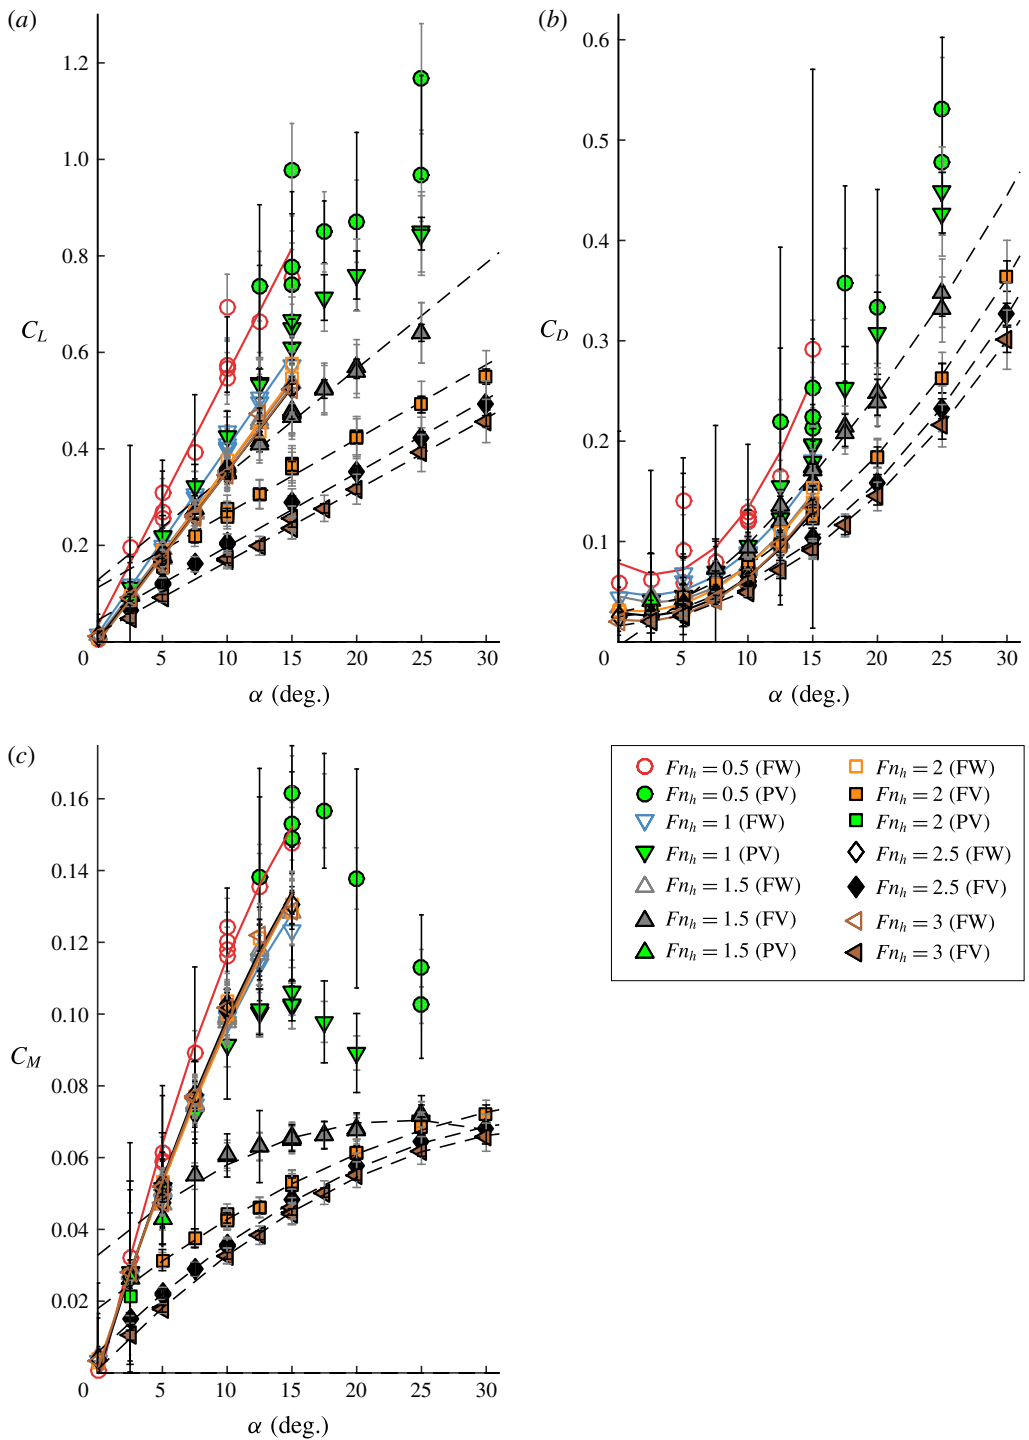 (a)
1.2
1.0
0.8
C_L 0.6
0.4
0.2
0 5 10 15 20 25 30
α (deg.)
(b)
0.6
0.5
0.4
C_D 0.3
0.2
0.1
0 5 10 15 20 25 30
α (deg.)
(c)
0.16
0.14
0.12
0.10
C_M
0.08
0.06
0.04
0.02
0 5 10 15 20 25 30
α (deg.)
Fn_h = 0.5 (FW)
Fn_h = 0.5 (PV)
Fn_h = 1 (FW)
Fn_h = 1 (PV)
Fn_h = 1.5 (FW)
Fn_h = 1.5 (FV)
Fn_h = 1.5 (PV)
Fn_h = 2 (FW)
Fn_h = 2 (FV)
Fn_h = 2 (PV)
Fn_h = 2.5 (FW)
Fn_h = 2.5 (FV)
Fn_h = 3 (FW)
Fn_h = 3 (FV)